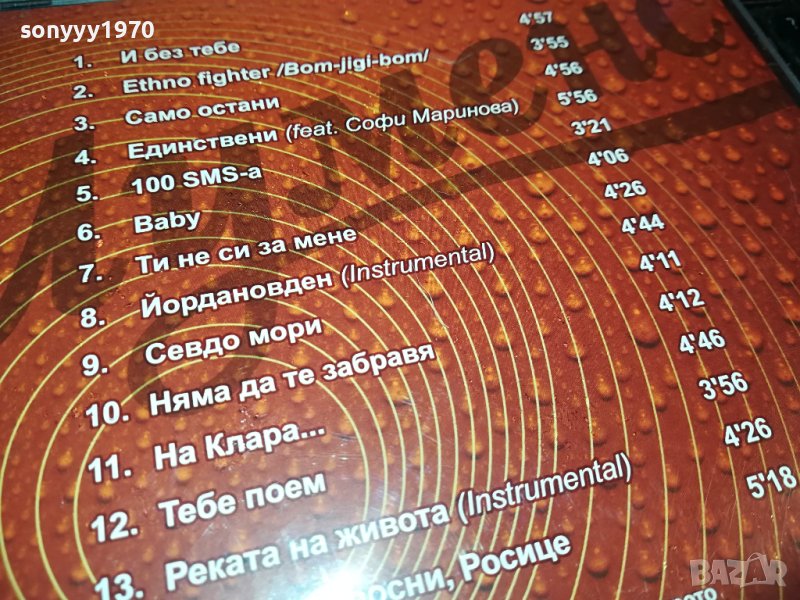 sonyyy1970
1. И без тебе 4'57
2. Ethno fighter /Bom-jigi-bom/ 3'55
3. Само остани 4'56
4. Единствени (feat. Софи Маринова) 5'56
5. 100 SMS-a 3'21
6. Baby 4'06
7. Ти не си за мене 4'26
8. Йордановден (Instrumental) 4'44
9. Севдо мори 4'11
10. Няма да те забравя 4'12
11. На Клара... 4'46
12. Тебе поем 3'56
13. Реката на живота (Instrumental) 4'26
Росице 5'18
BAZAR